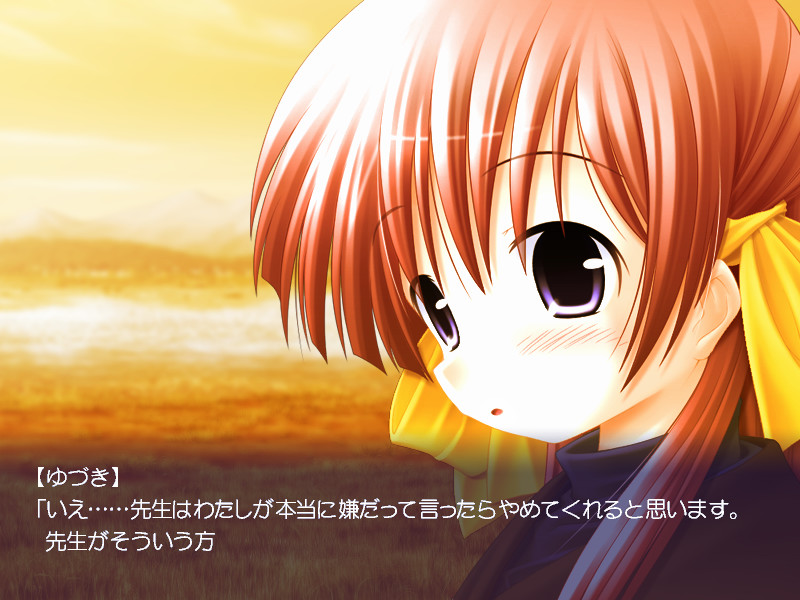 【ゆづき】
「いえ……先生はわたしが本当に嫌だって言ったらやめてくれると思います。
先生がそういう方